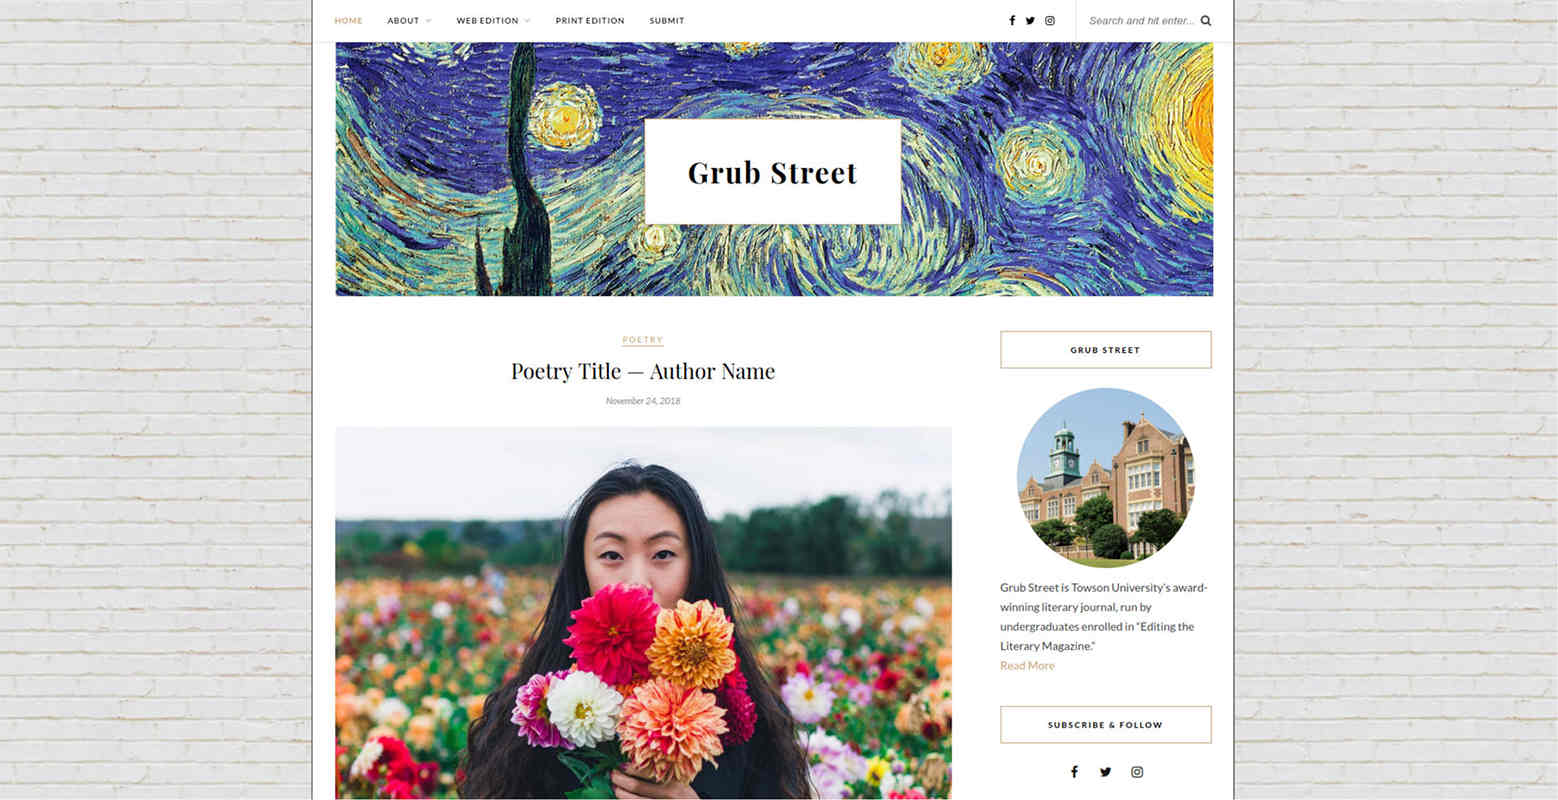 HOME ABOUT WEB EDITION PRINT EDITION SUBMIT Search and hit enter...
Grub Street
POETRY
Poetry Title — Author Name
November 24, 2018
GRUB STREET
Grub Street is Towson University's award-
winning literary journal, run by
undergraduates enrolled in "Editing the
Literary Magazine."
Read More
SUBSCRIBE & FOLLOW